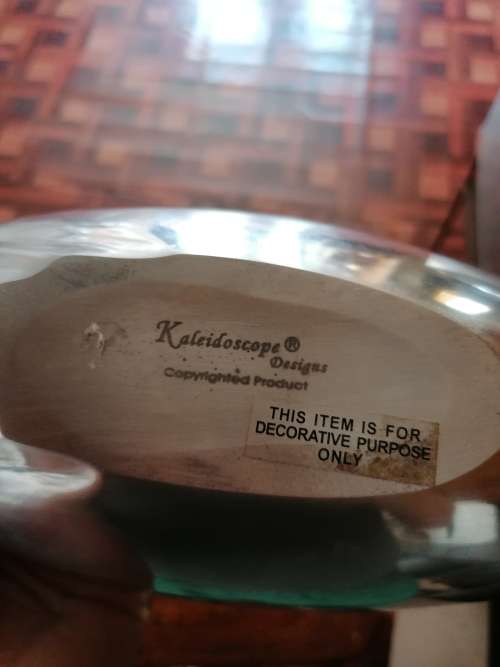 Kaleidoscope®
Designs
Copyrighted Product
THIS ITEM IS FOR
DECORATIVE PURPOSE
ONLY